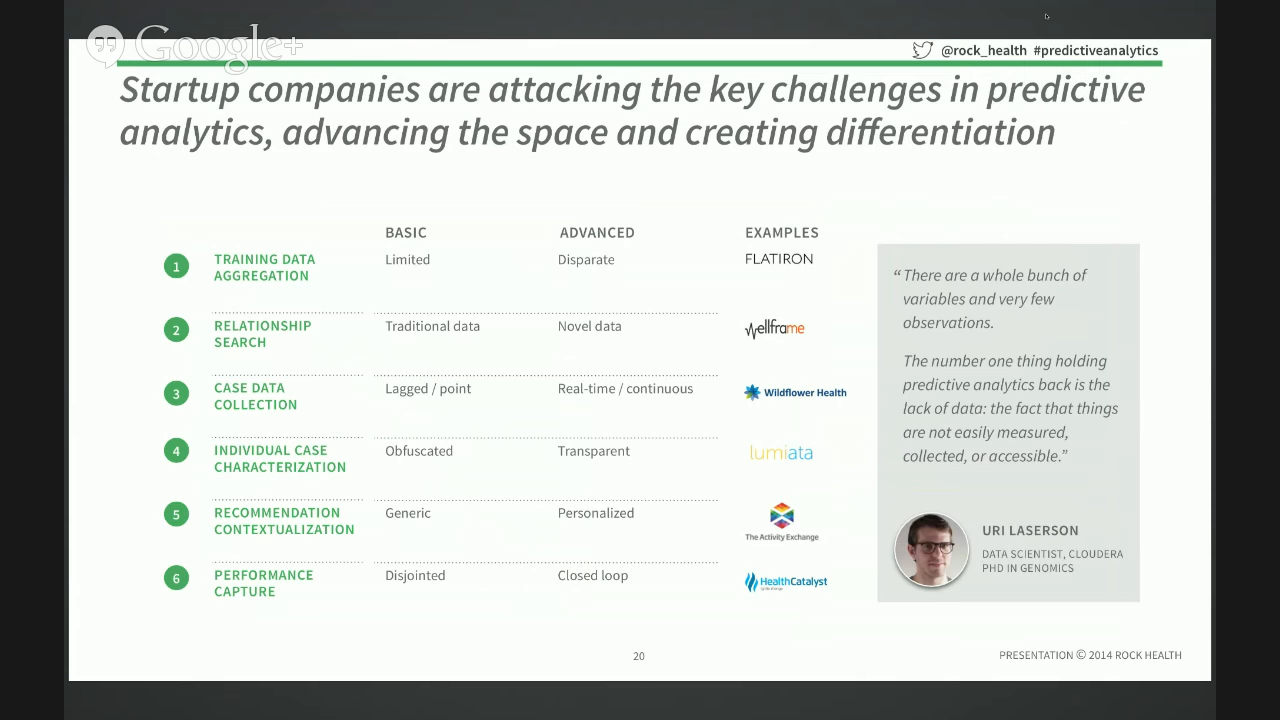 Google+
@rock_health #predictiveanalytics
Startup companies are attacking the key challenges in predictive
analytics, advancing the space and creating differentiation
BASIC ADVANCED EXAMPLES
1 TRAINING DATA AGGREGATION Limited Disparate FLATIRON
2 RELATIONSHIP SEARCH Traditional data Novel data Wellframe
3 CASE DATA COLLECTION Lagged / point Real-time / continuous Wildflower Health
4 INDIVIDUAL CASE CHARACTERIZATION Obfuscated Transparent lumiata
5 RECOMMENDATION CONTEXTUALIZATION Generic Personalized The Activity Exchange
6 PERFORMANCE CAPTURE Disjointed Closed loop HealthCatalyst
“There are a whole bunch of
variables and very few
observations.
The number one thing holding
predictive analytics back is the
lack of data: the fact that things
are not easily measured,
collected, or accessible.”
URI LASERSON
DATA SCIENTIST, CLOUDERA
PHD IN GENOMICS
20
PRESENTATION © 2014 ROCK HEALTH